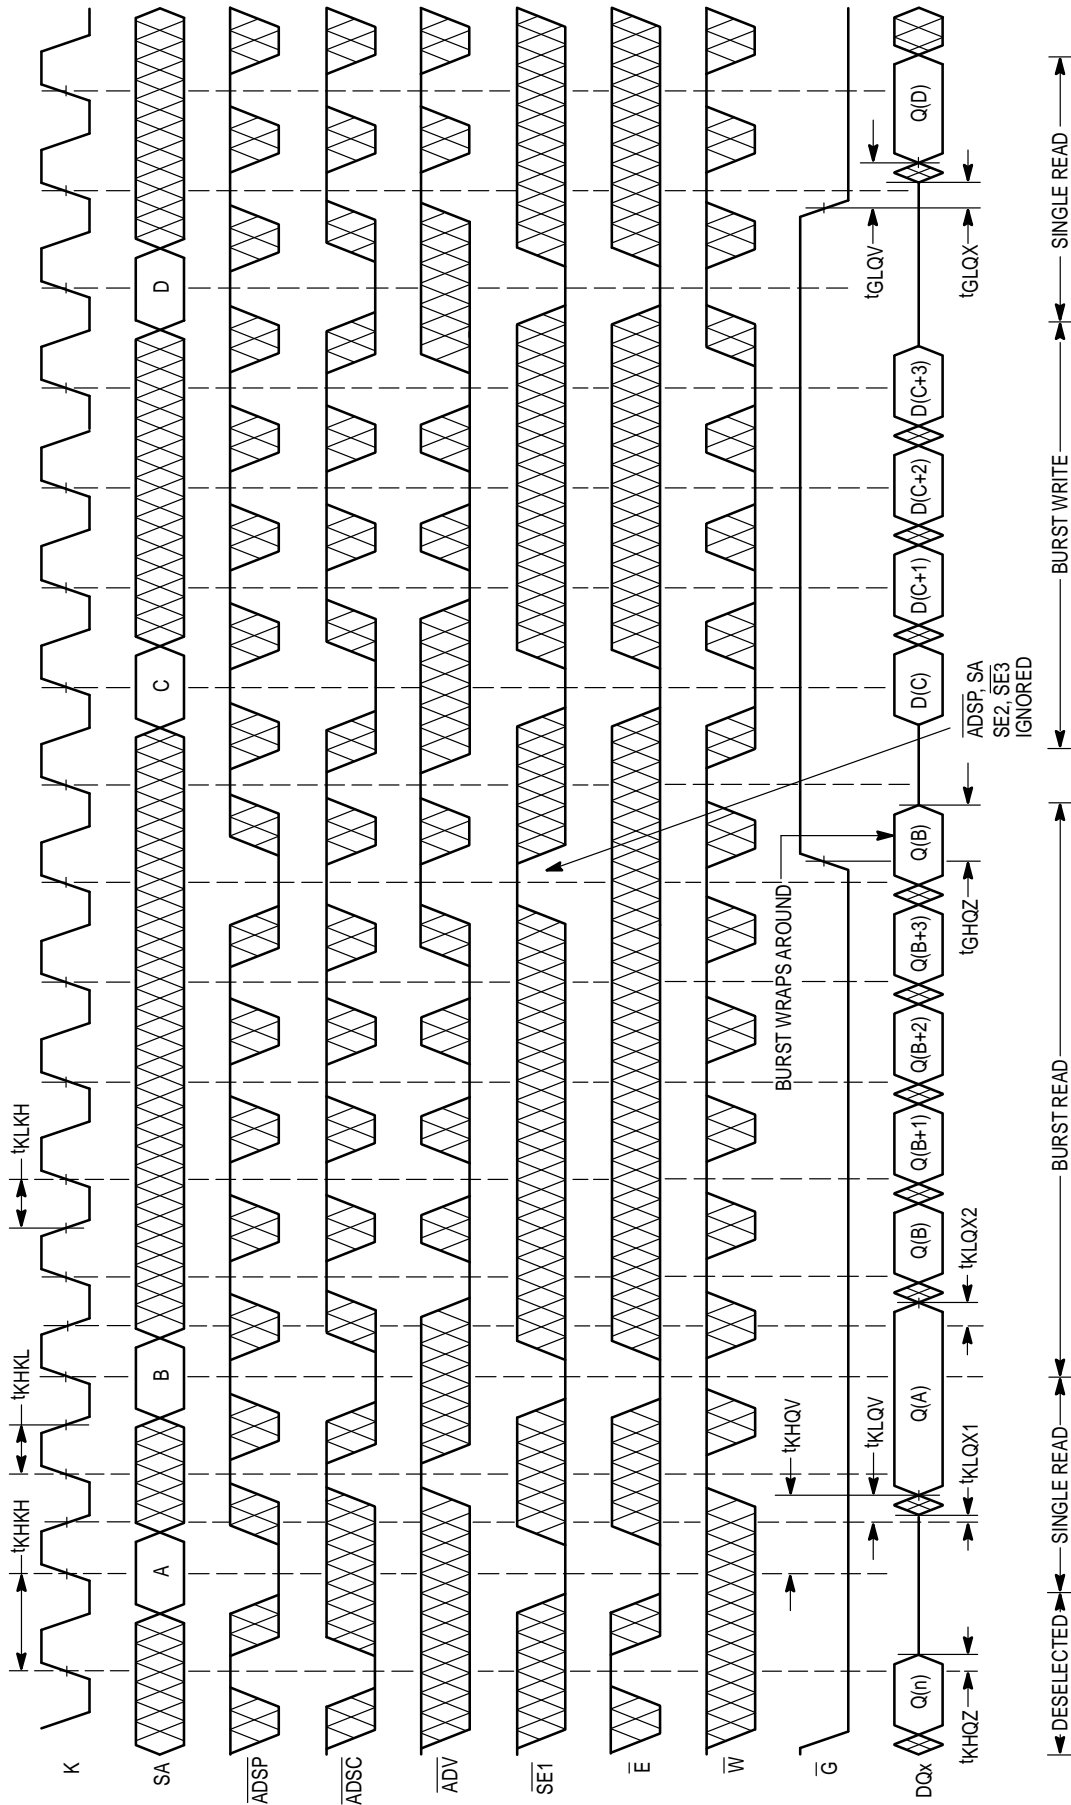 tKHKH
tKHKL
tKLKH
K
SA
A
B
C
D
ADSP
ADSC
ADV
SE1
E
W
G
tKHQV
tKLQV
BURST WRAPS AROUND
ADSP, SA
SE2, SE3
IGNORED
tGLQV
DQx
Q(n)
Q(A)
Q(B)
Q(B+1)
Q(B+2)
Q(B+3)
Q(B)
D(C)
D(C+1)
D(C+2)
D(C+3)
Q(D)
tKHQZ
tKLQX1
tKLQX2
tGHQZ
tGLQX
DESELECTED
SINGLE READ
BURST READ
BURST WRITE
SINGLE READ